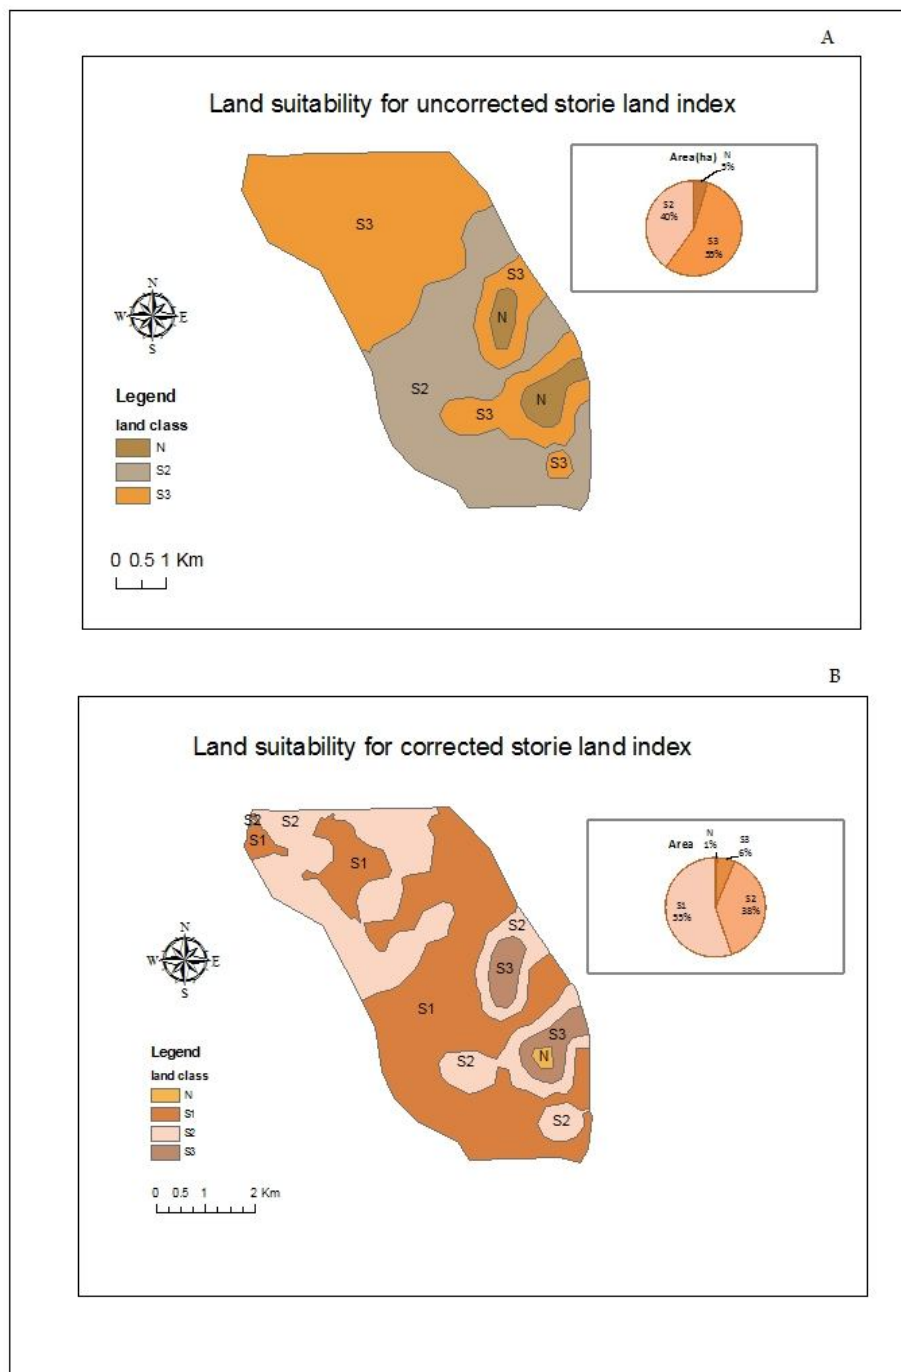 A
Land suitability for uncorrected storie land index
Area(ha)
N
5%
S2
40%
S3
55%
S3
S3
N
S2
S3
N
S3
N
W
E
S
Legend
land class
N
S2
S3
0 0.5 1 Km
B
Land suitability for corrected storie land index
Area
N
1%
S3
6%
S1
55%
S2
38%
S2
S2
S1
S1
S2
S3
S1
S3
S2
N
S2
N
W
E
S
Legend
land class
N
S1
S2
S3
0 0.5 1 2 Km